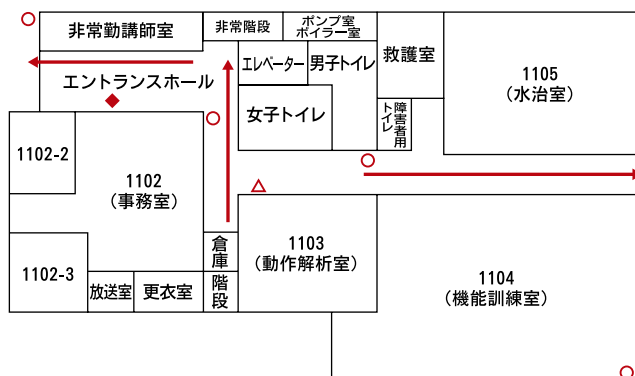 非常勤講師室
非常階段
ポンプ室
ボイラー室
救護室
1105
（水治室）
エントランスホール
エレベーター
男子トイレ
女子トイレ
障害者用
トイレ
1102-2
1102
（事務室）
1102-3
放送室
更衣室
倉庫
階段
1103
（動作解析室）
1104
（機能訓練室）